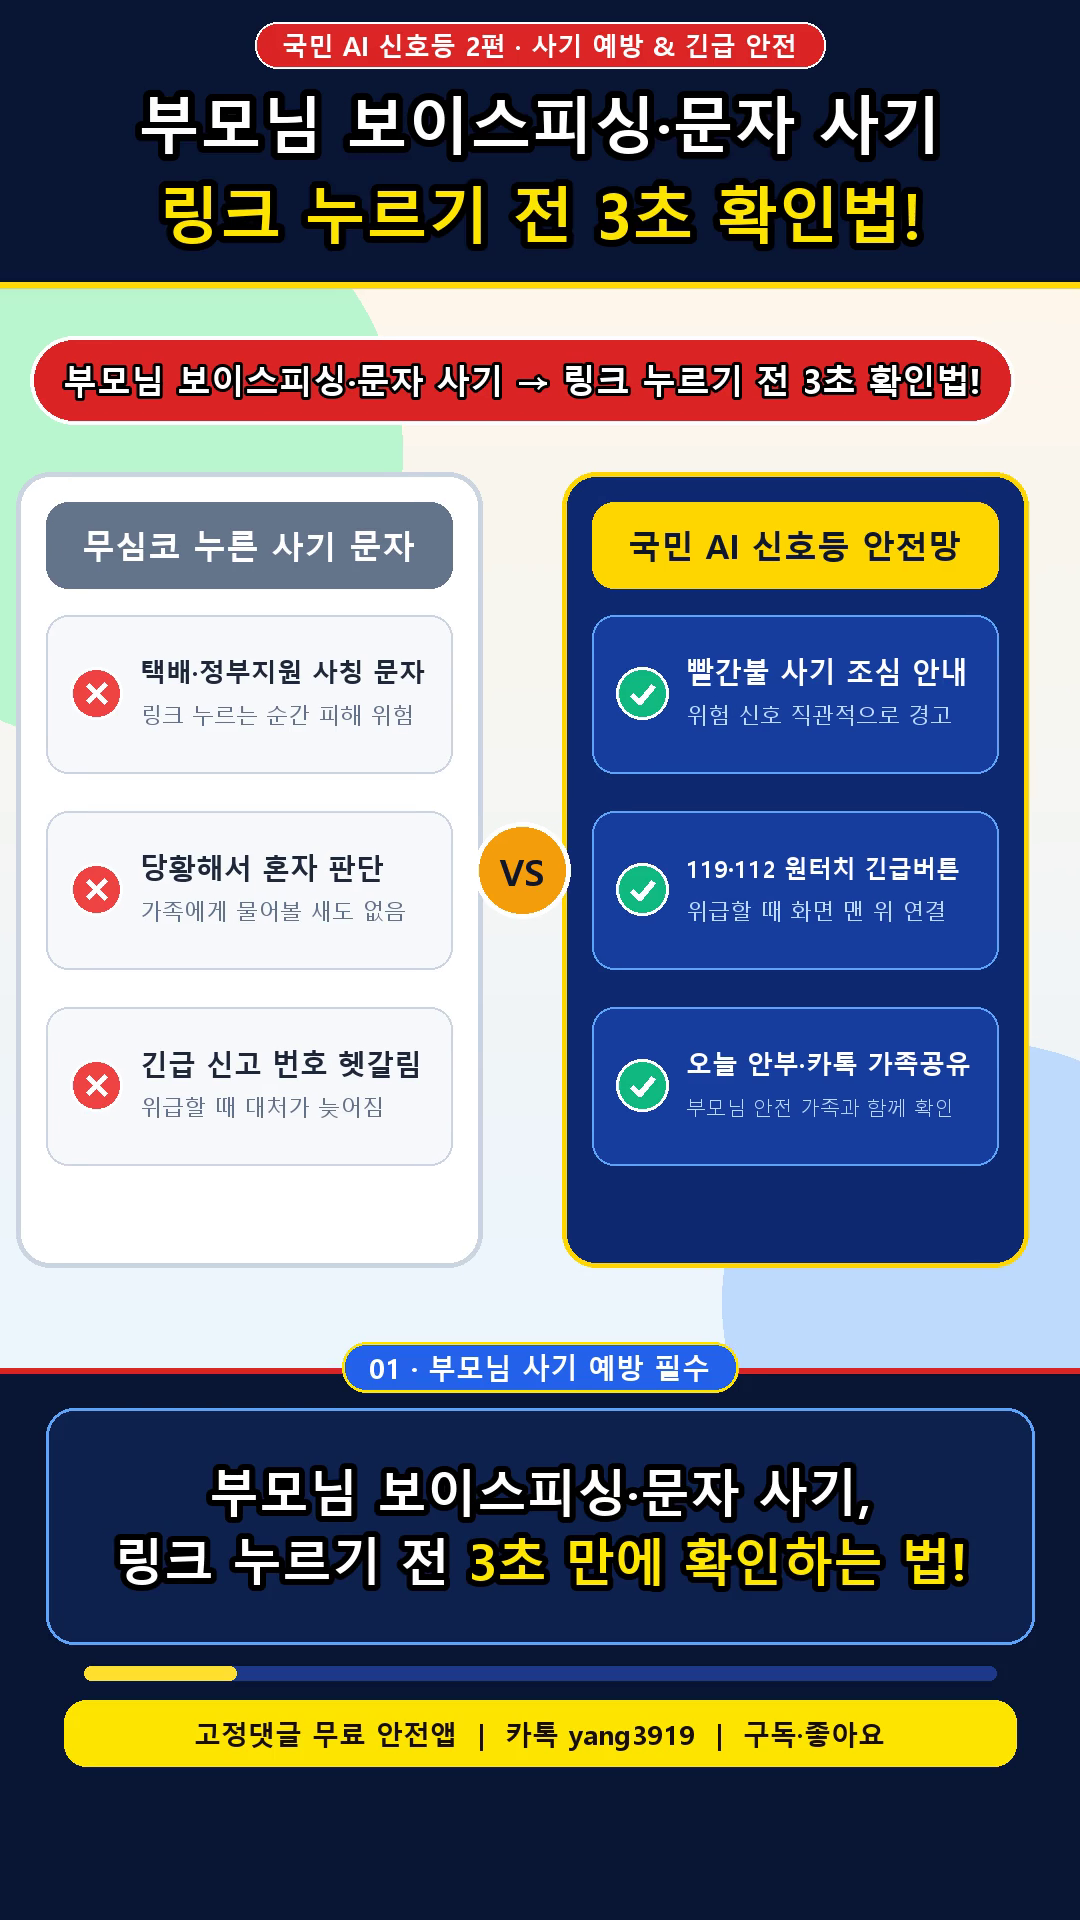 국민 AI 신호등 2편 · 사기 예방 & 긴급 안전
부모님 보이스피싱·문자 사기
링크 누르기 전 3초 확인법!
부모님 보이스피싱·문자 사기 → 링크 누르기 전 3초 확인법!
무심코 누른 사기 문자
택배·정부지원 사칭 문자
링크 누르는 순간 피해 위험
당황해서 혼자 판단
가족에게 물어볼 새도 없음
긴급 신고 번호 헷갈림
위급할 때 대처가 늦어짐
VS
국민 AI 신호등 안전망
빨간불 사기 조심 안내
위험 신호 직관적으로 경고
119·112 원터치 긴급버튼
위급할 때 화면 맨 위 연결
오늘 안부·카톡 가족공유
부모님 안전 가족과 함께 확인
01 · 부모님 사기 예방 필수
부모님 보이스피싱·문자 사기,
링크 누르기 전 3초 만에 확인하는 법!
고정댓글 무료 안전앱 | 카톡 yang3919 | 구독·좋아요